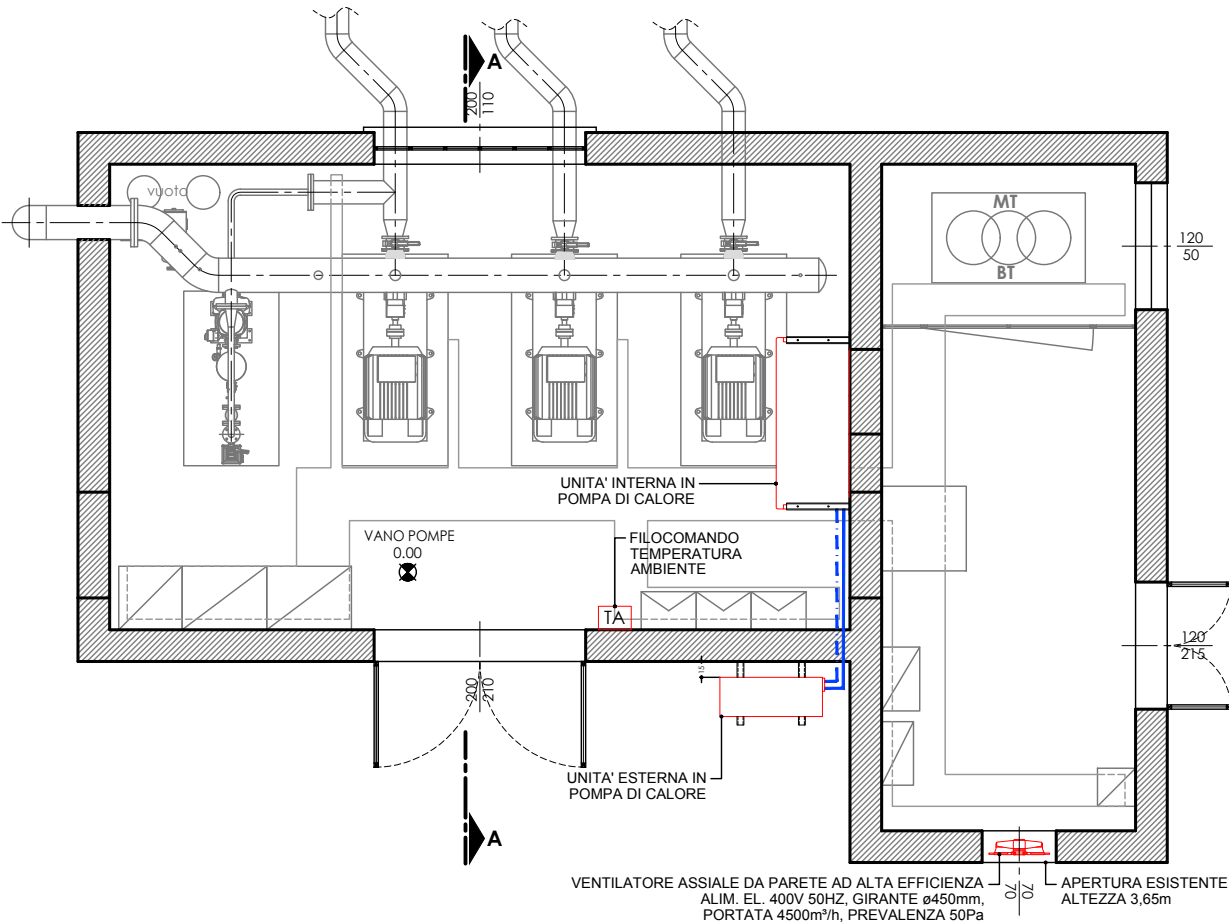 A
200
110
vuota
MT
BT
120
50
UNITA' INTERNA IN
POMPA DI CALORE
VANO POMPE
0.00
FILOCOMANDO
TEMPERATURA
AMBIENTE
TA
120
215
15
200
210
UNITA' ESTERNA IN
POMPA DI CALORE
A
VENTILATORE ASSIALE DA PARETE AD ALTA EFFICIENZA
ALIM. EL. 400V 50HZ, GIRANTE ø450mm,
PORTATA 4500m³/h, PREVALENZA 50Pa
70
70
APERTURA ESISTENTE
ALTEZZA 3,65m